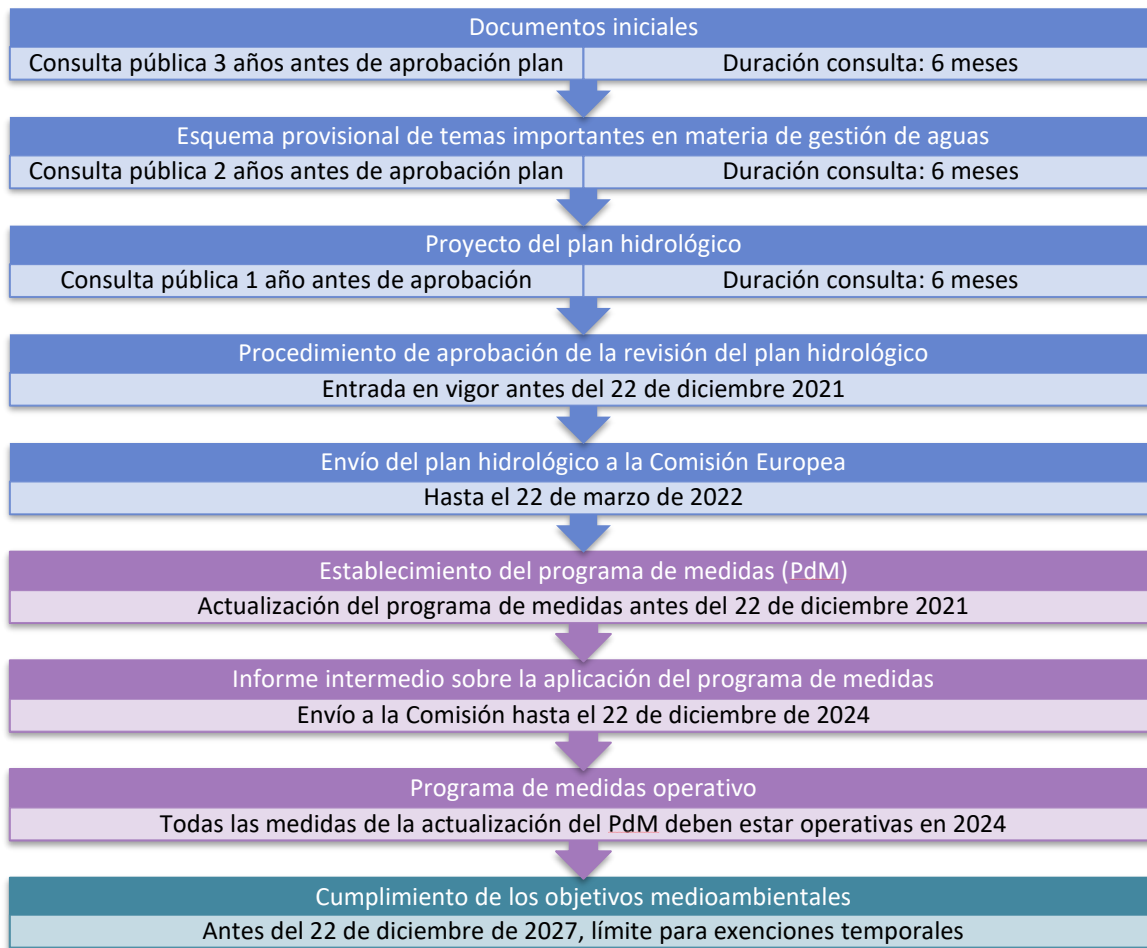 Documentos iniciales
Consulta pública 3 años antes de aprobación plan
Duración consulta: 6 meses
Esquema provisional de temas importantes en materia de gestión de aguas
Consulta pública 2 años antes de aprobación plan
Duración consulta: 6 meses
Proyecto del plan hidrológico
Consulta pública 1 año antes de aprobación
Duración consulta: 6 meses
Procedimiento de aprobación de la revisión del plan hidrológico
Entrada en vigor antes del 22 de diciembre 2021
Envío del plan hidrológico a la Comisión Europea
Hasta el 22 de marzo de 2022
Establecimiento del programa de medidas (PdM)
Actualización del programa de medidas antes del 22 de diciembre 2021
Informe intermedio sobre la aplicación del programa de medidas
Envío a la Comisión hasta el 22 de diciembre de 2024
Programa de medidas operativo
Todas las medidas de la actualización del PdM deben estar operativas en 2024
Cumplimiento de los objetivos medioambientales
Antes del 22 de diciembre de 2027, límite para exenciones temporales